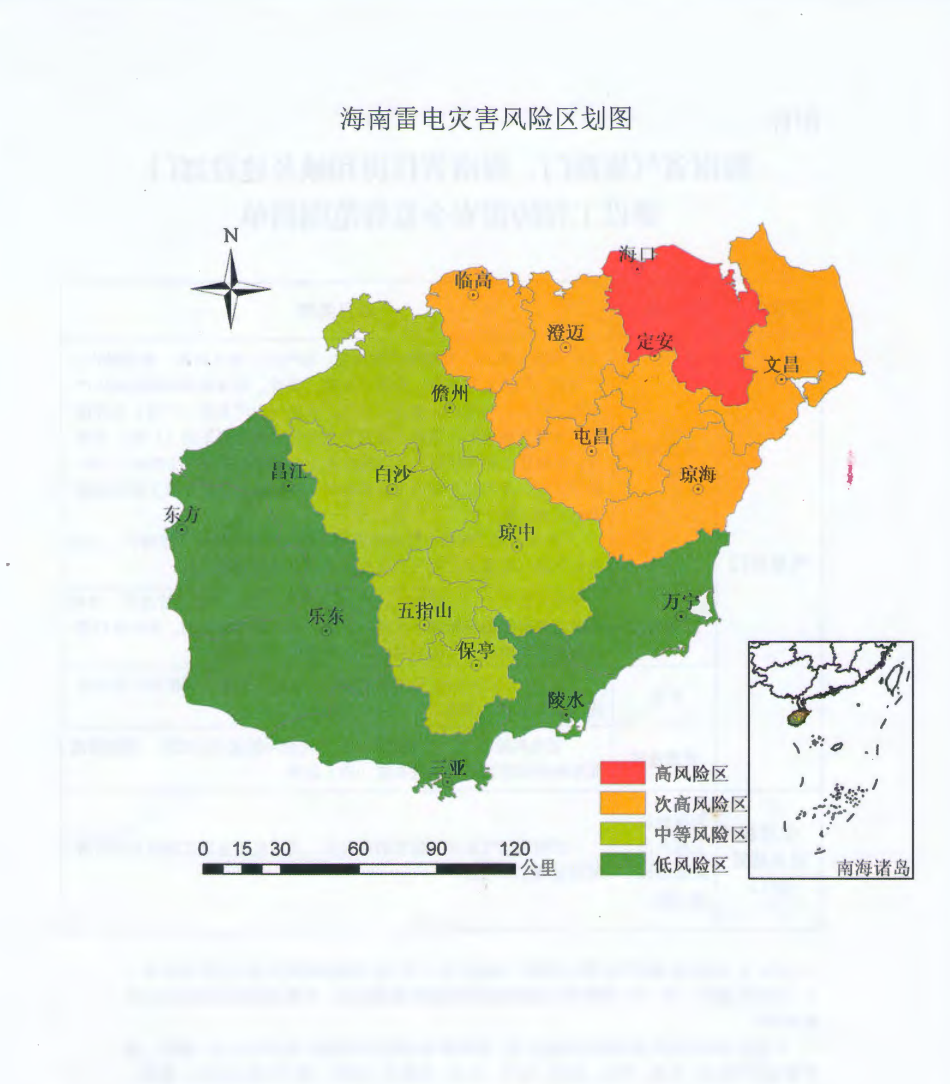 海南雷电灾害风险区划图
N
海口
临高
澄迈
定安
文昌
儋州
屯昌
昌江
白沙
琼海
东方
琼中
万宁
乐东
五指山
保亭
陵水
三亚
高风险区
次高风险区
中等风险区
低风险区
0 15 30 60 90 120
公里
南海诸岛